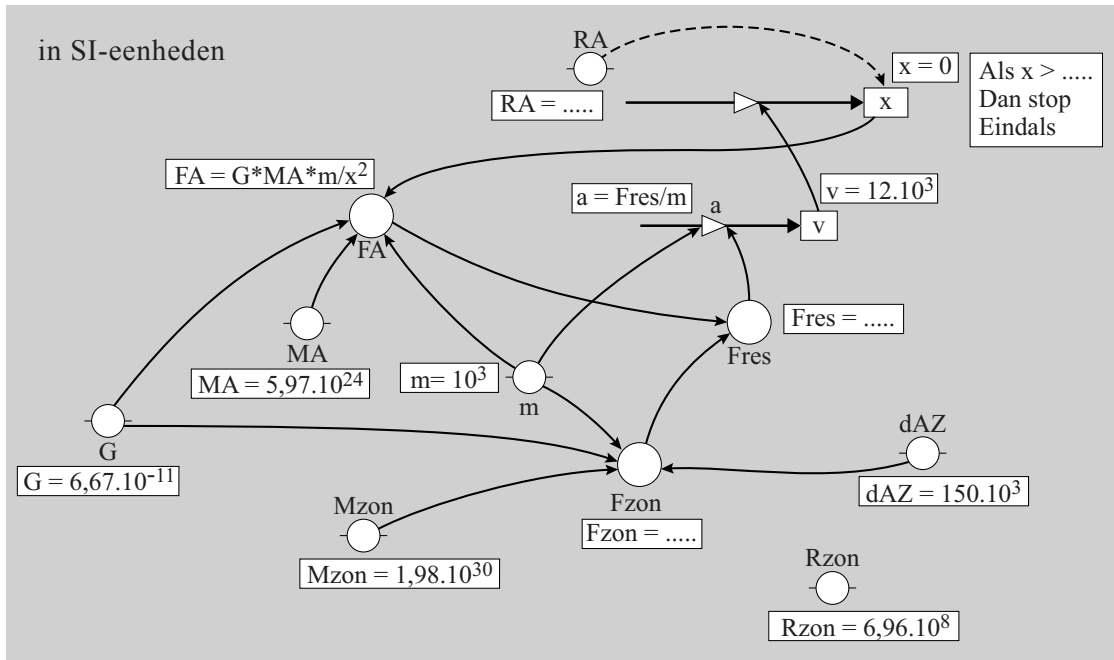 in SI-eenheden
RA
RA = .....
x = 0
x
Als x > .....
Dan stop
Eindals
FA = G*MA*m/x²
FA
a = Fres/m
a
v = 12.10³
v
MA
MA = 5,97.10²⁴
m= 10³
m
Fres = .....
Fres
G
G = 6,67.10⁻¹¹
dAZ
dAZ = 150.10³
Mzon
Mzon = 1,98.10³⁰
Fzon
Fzon = .....
Rzon
Rzon = 6,96.10⁸